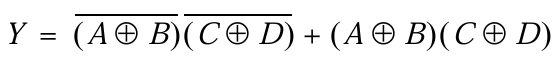 Y = \overline{(A ⊕ B)} \overline{(C ⊕ D)} + (A ⊕ B)(C ⊕ D)